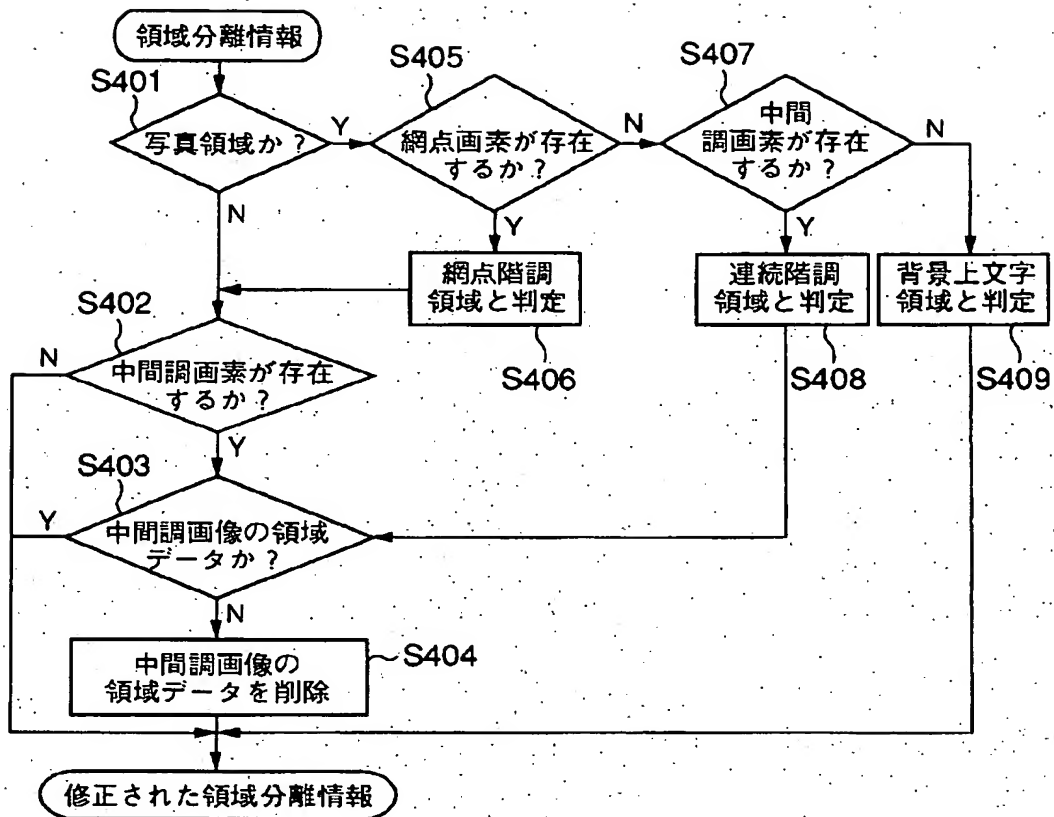 領域分離情報
S401
写真領域か？
Y
N
S405
網点画素が存在
するか？
N
Y
S407
中間
調画素が存在
するか？
N
Y
網点階調
領域と判定
S406
連続階調
領域と判定
S408
背景上文字
領域と判定
S409
S402
中間調画素が存在
するか？
N
Y
S403
中間調画像の領域
データか？
Y
N
中間調画像の
領域データを削除
S404
修正された領域分離情報